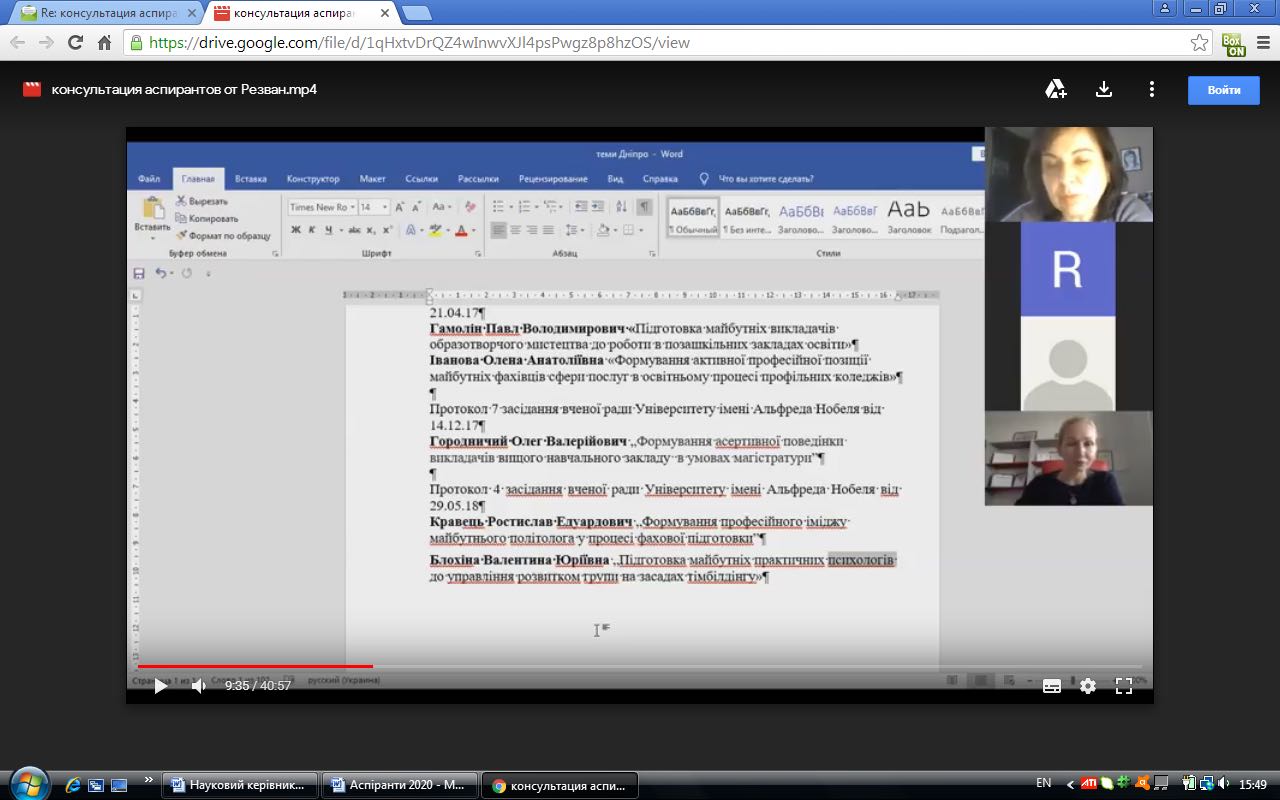 Re: консультация аспира
консультация аспира
https://drive.google.com/file/d/1qHxtvDrQZ4wInwvXJl4psPwgz8p8hzOS/view
Box ON
консультация аспирантов от Резван.mp4
Войти
теми Дніпро - Word
Файл Главная Вставка Конструктор Макет Ссылки Рассылки Рецензирование Вид Справка Что вы хотите сделать?
Вставить
Вырезать
Копировать
Формат по образцу
Times New Ro 14
Ж К Ч
АаБбВвГг, АаБбВвГг, АаБбВі АаБбВвГ АаЬ АаБбВвГ
¶ Обычный ¶ Без инте... Заголово... Заголово... Заголовок Подзагол...
Буфер обмена Шрифт Абзац Стили
21.04.17¶
Гамолін·Павл·Володимирович·«Підготовка·майбутніх·викладачів·
образотворчого·мистецтва·до·роботи·в·позашкільних·закладах·освіти»¶
Іванова·Олена·Анатоліївна·«Формування·активної·професійної·позиції·
майбутніх·фахівців·сфери·послуг·в·освітньому·процесі·профільних·коледжів»¶
¶
Протокол·7·засідання·вченої·ради·Університету·імені·Альфреда·Нобеля·від·
14.12.17¶
Городничий·Олег·Валерійович·„Формування·асертивної·поведінки·
викладачів·вищого·навчального·закладу··в·умовах·магістратури”¶
¶
Протокол·4·засідання·вченої·ради·Університету·імені·Альфреда·Нобеля·від·
29.05.18¶
Кравець·Ростислав·Едуардович·„Формування·професійного·іміджу·
майбутнього·політолога·у·процесі·фахової·підготовки”¶
Блохіна·Валентина·Юріївна·„Підготовка·майбутніх·практичних·психологів·
до·управління·розвитком·групи·на·засадах·тімбілдінгу»¶
R
Страница 1 из 1 русский (Украина)
9:35 / 40:57
Науковий керівник...
Аспіранти 2020 - М...
консультация аспи...
EN
ATI
15:49